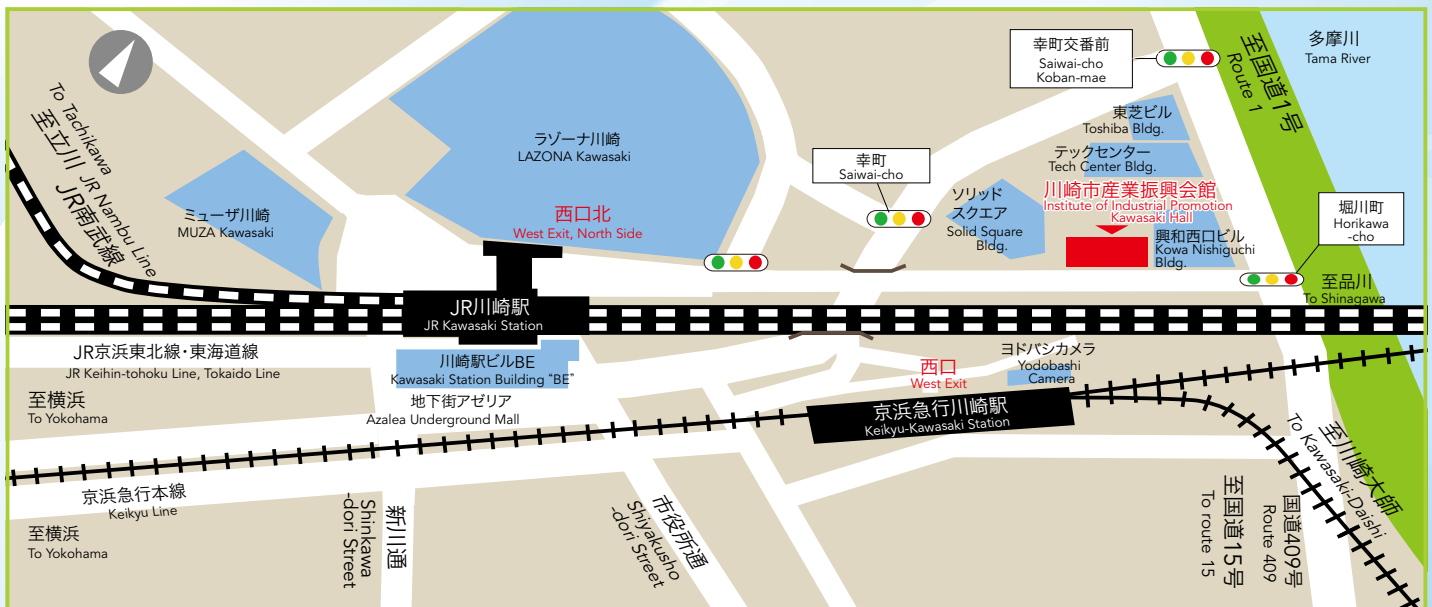 幸町交番前
Saiwai-cho
Koban-mae
至国道1号
Route 1
多摩川
Tama River
To Tachikawa
至立川
JR Nambu Line
JR南武線
ラゾーナ川崎
LAZONA Kawasaki
東芝ビル
Toshiba Bldg.
テックセンター
Tech Center Bldg.
幸町
Saiwai-cho
ソリッド
スクエア
Solid Square
Bldg.
川崎市産業振興会館
Institute of Industrial Promotion
Kawasaki Hall
ミューザ川崎
MUZA Kawasaki
西口北
West Exit, North Side
興和西口ビル
Kowa Nishiguchi
Bldg.
堀川町
Horikawa
-cho
至品川
To Shinagawa
JR川崎駅
JR Kawasaki Station
JR京浜東北線・東海道線
JR Keihin-tohoku Line, Tokaido Line
川崎駅ビルBE
Kawasaki Station Building "BE"
西口
West Exit
ヨドバシカメラ
Yodobashi
Camera
至横浜
To Yokohama
地下街アゼリア
Azalea Underground Mall
京浜急行川崎駅
Keikyu-Kawasaki Station
至川崎大師
To Kawasaki-Daishi
京浜急行本線
Keikyu Line
至横浜
To Yokohama
新川通
Shinkawa
-dori Street
市役所通
Shiyakusho
-dori Street
至国道15号
To route 15
国道409号
Route 409